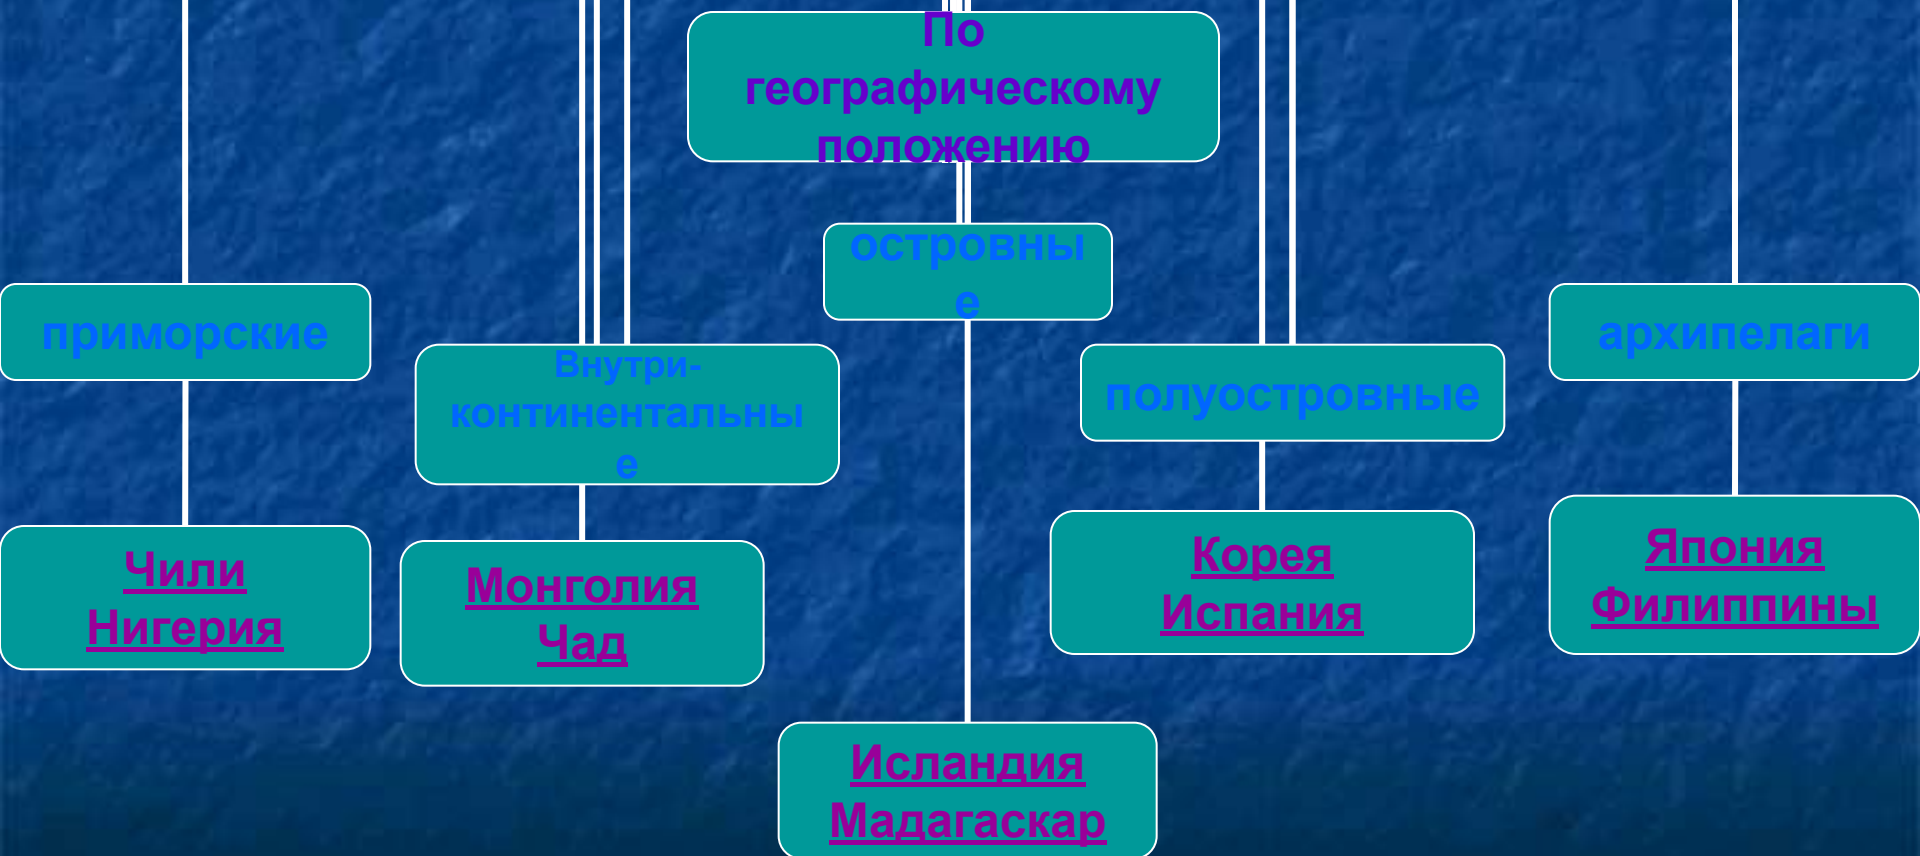 По
географическому
положению
островны
е
приморские
архипелаги
Внутри-
континентальны
е
полуостровные
Чили
Нигерия
Монголия
Чад
Корея
Испания
Япония
Филиппины
Исландия
Мадагаскар